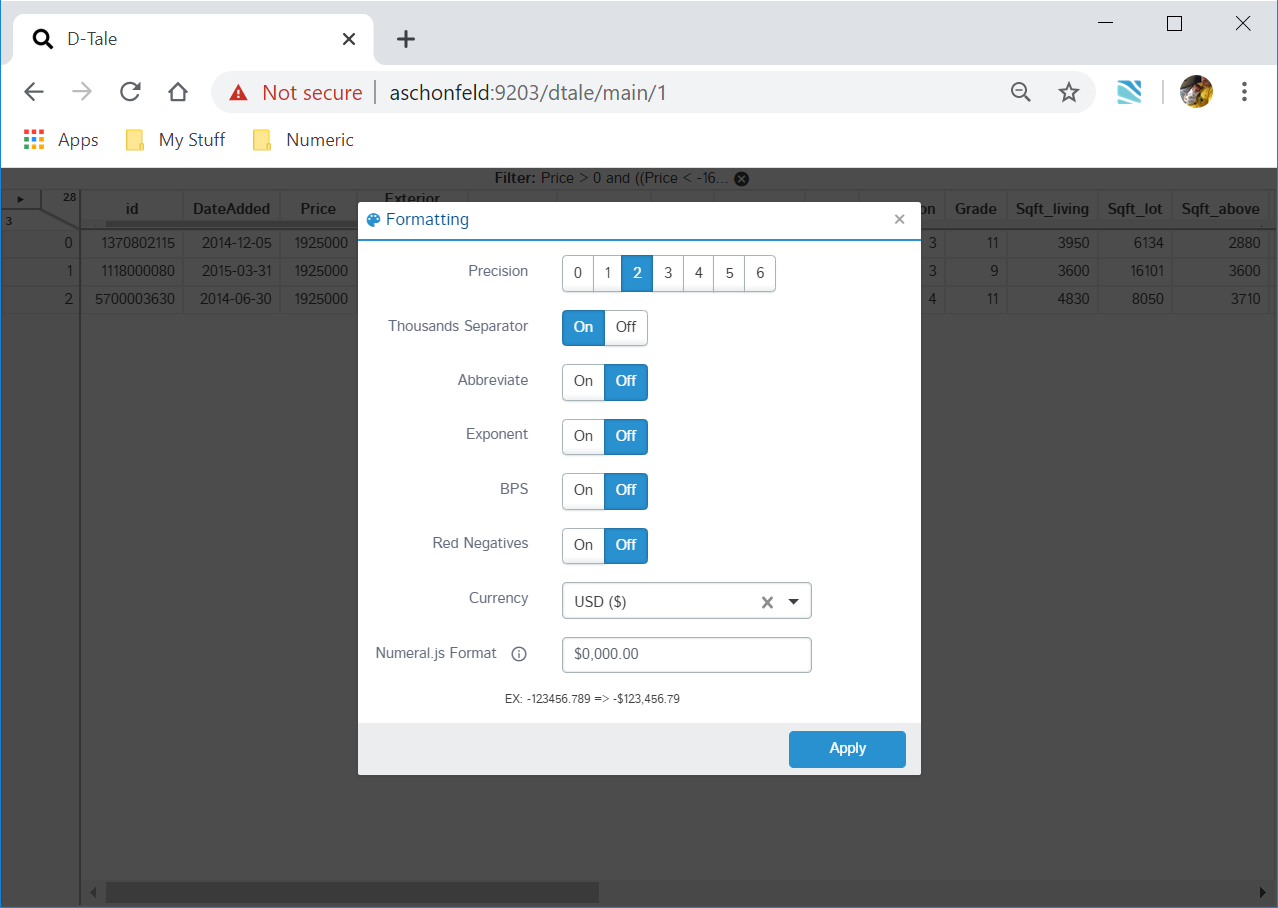 D-Tale
Not secure | aschonfeld:9203/dtale/main/1
Apps My Stuff Numeric
Filter: Price > 0 and ((Price < -16...
28 id DateAdded Price Exterior on Grade Sqft_living Sqft_lot Sqft_above
3
0 1370802115 2014-12-05 1925000 3 11 3950 6134 2880
1 1118000080 2015-03-31 1925000 3 9 3600 16101 3600
2 5700003630 2014-06-30 1925000 4 11 4830 8050 3710
Formatting
Precision 0 1 2 3 4 5 6
Thousands Separator On Off
Abbreviate On Off
Exponent On Off
BPS On Off
Red Negatives On Off
Currency USD ($)
Numeral.js Format $0,000.00
EX: -123456.789 => -$123,456.79
Apply